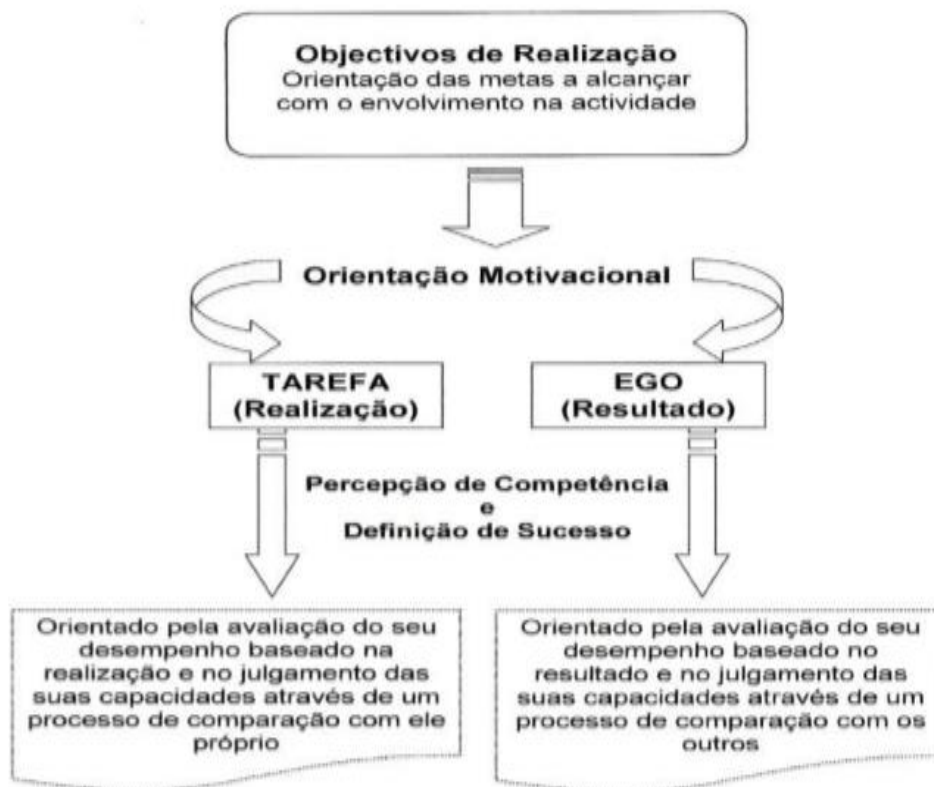 Objectivos de Realização
Orientação das metas a alcançar
com o envolvimento na actividade
Orientação Motivacional
TAREFA
(Realização)
EGO
(Resultado)
Percepção de Competência
e
Definição de Sucesso
Orientado pela avaliação do seu
desempenho baseado na
realização e no julgamento das
suas capacidades através de um
processo de comparação com ele
próprio
Orientado pela avaliação do seu
desempenho baseado no
resultado e no julgamento das
suas capacidades através de um
processo de comparação com os
outros